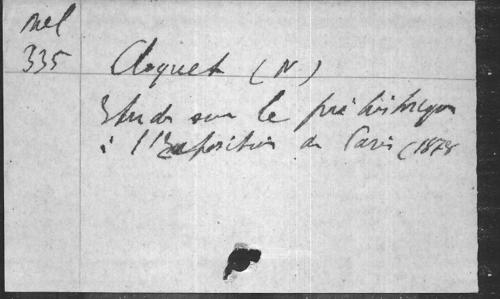 Mel
335
Cloquet (N)
Etude sur le préhistorique
à l'Exposition de Paris (1878